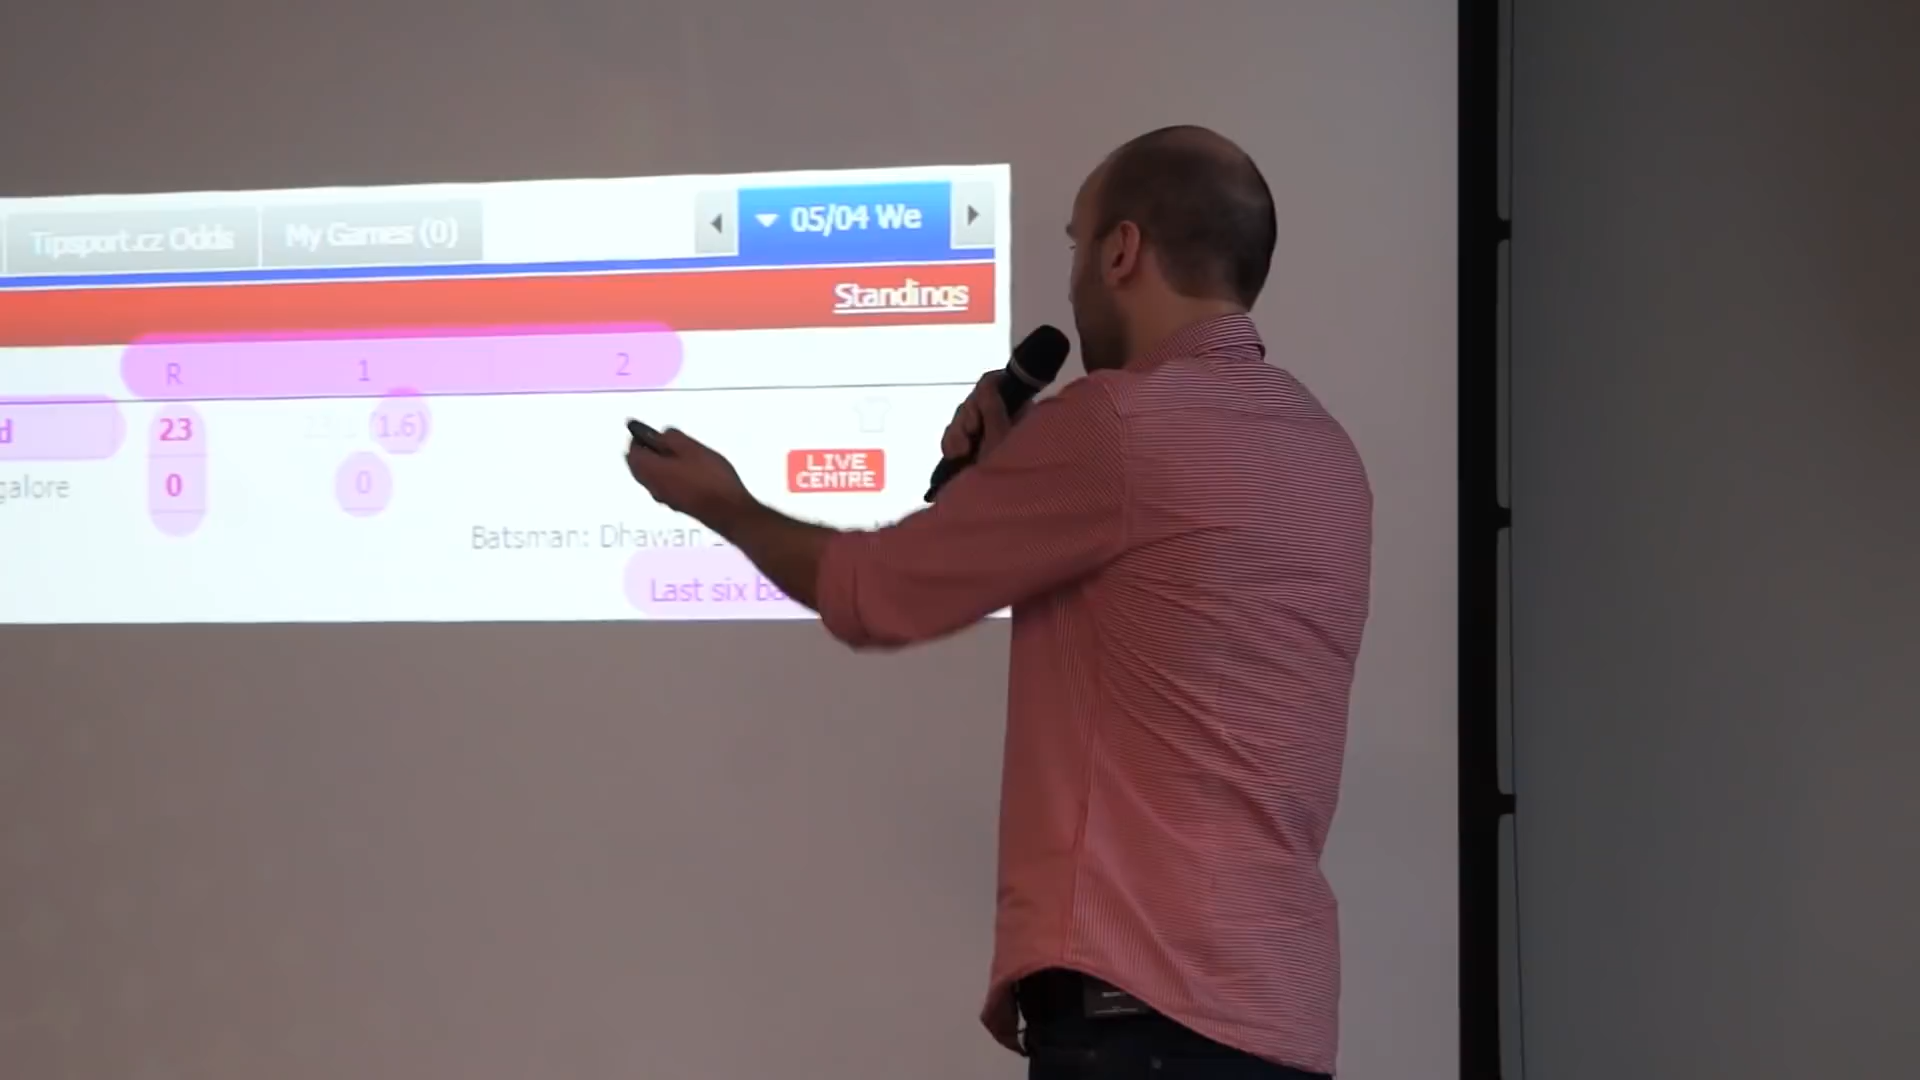 Tipsport.cz Odds My Games (0) 05/04 We
Standings
R 1 2
d 23 (1.6)
galore 0 0
LIVE
CENTRE
Batsman: Dhawan
Last six